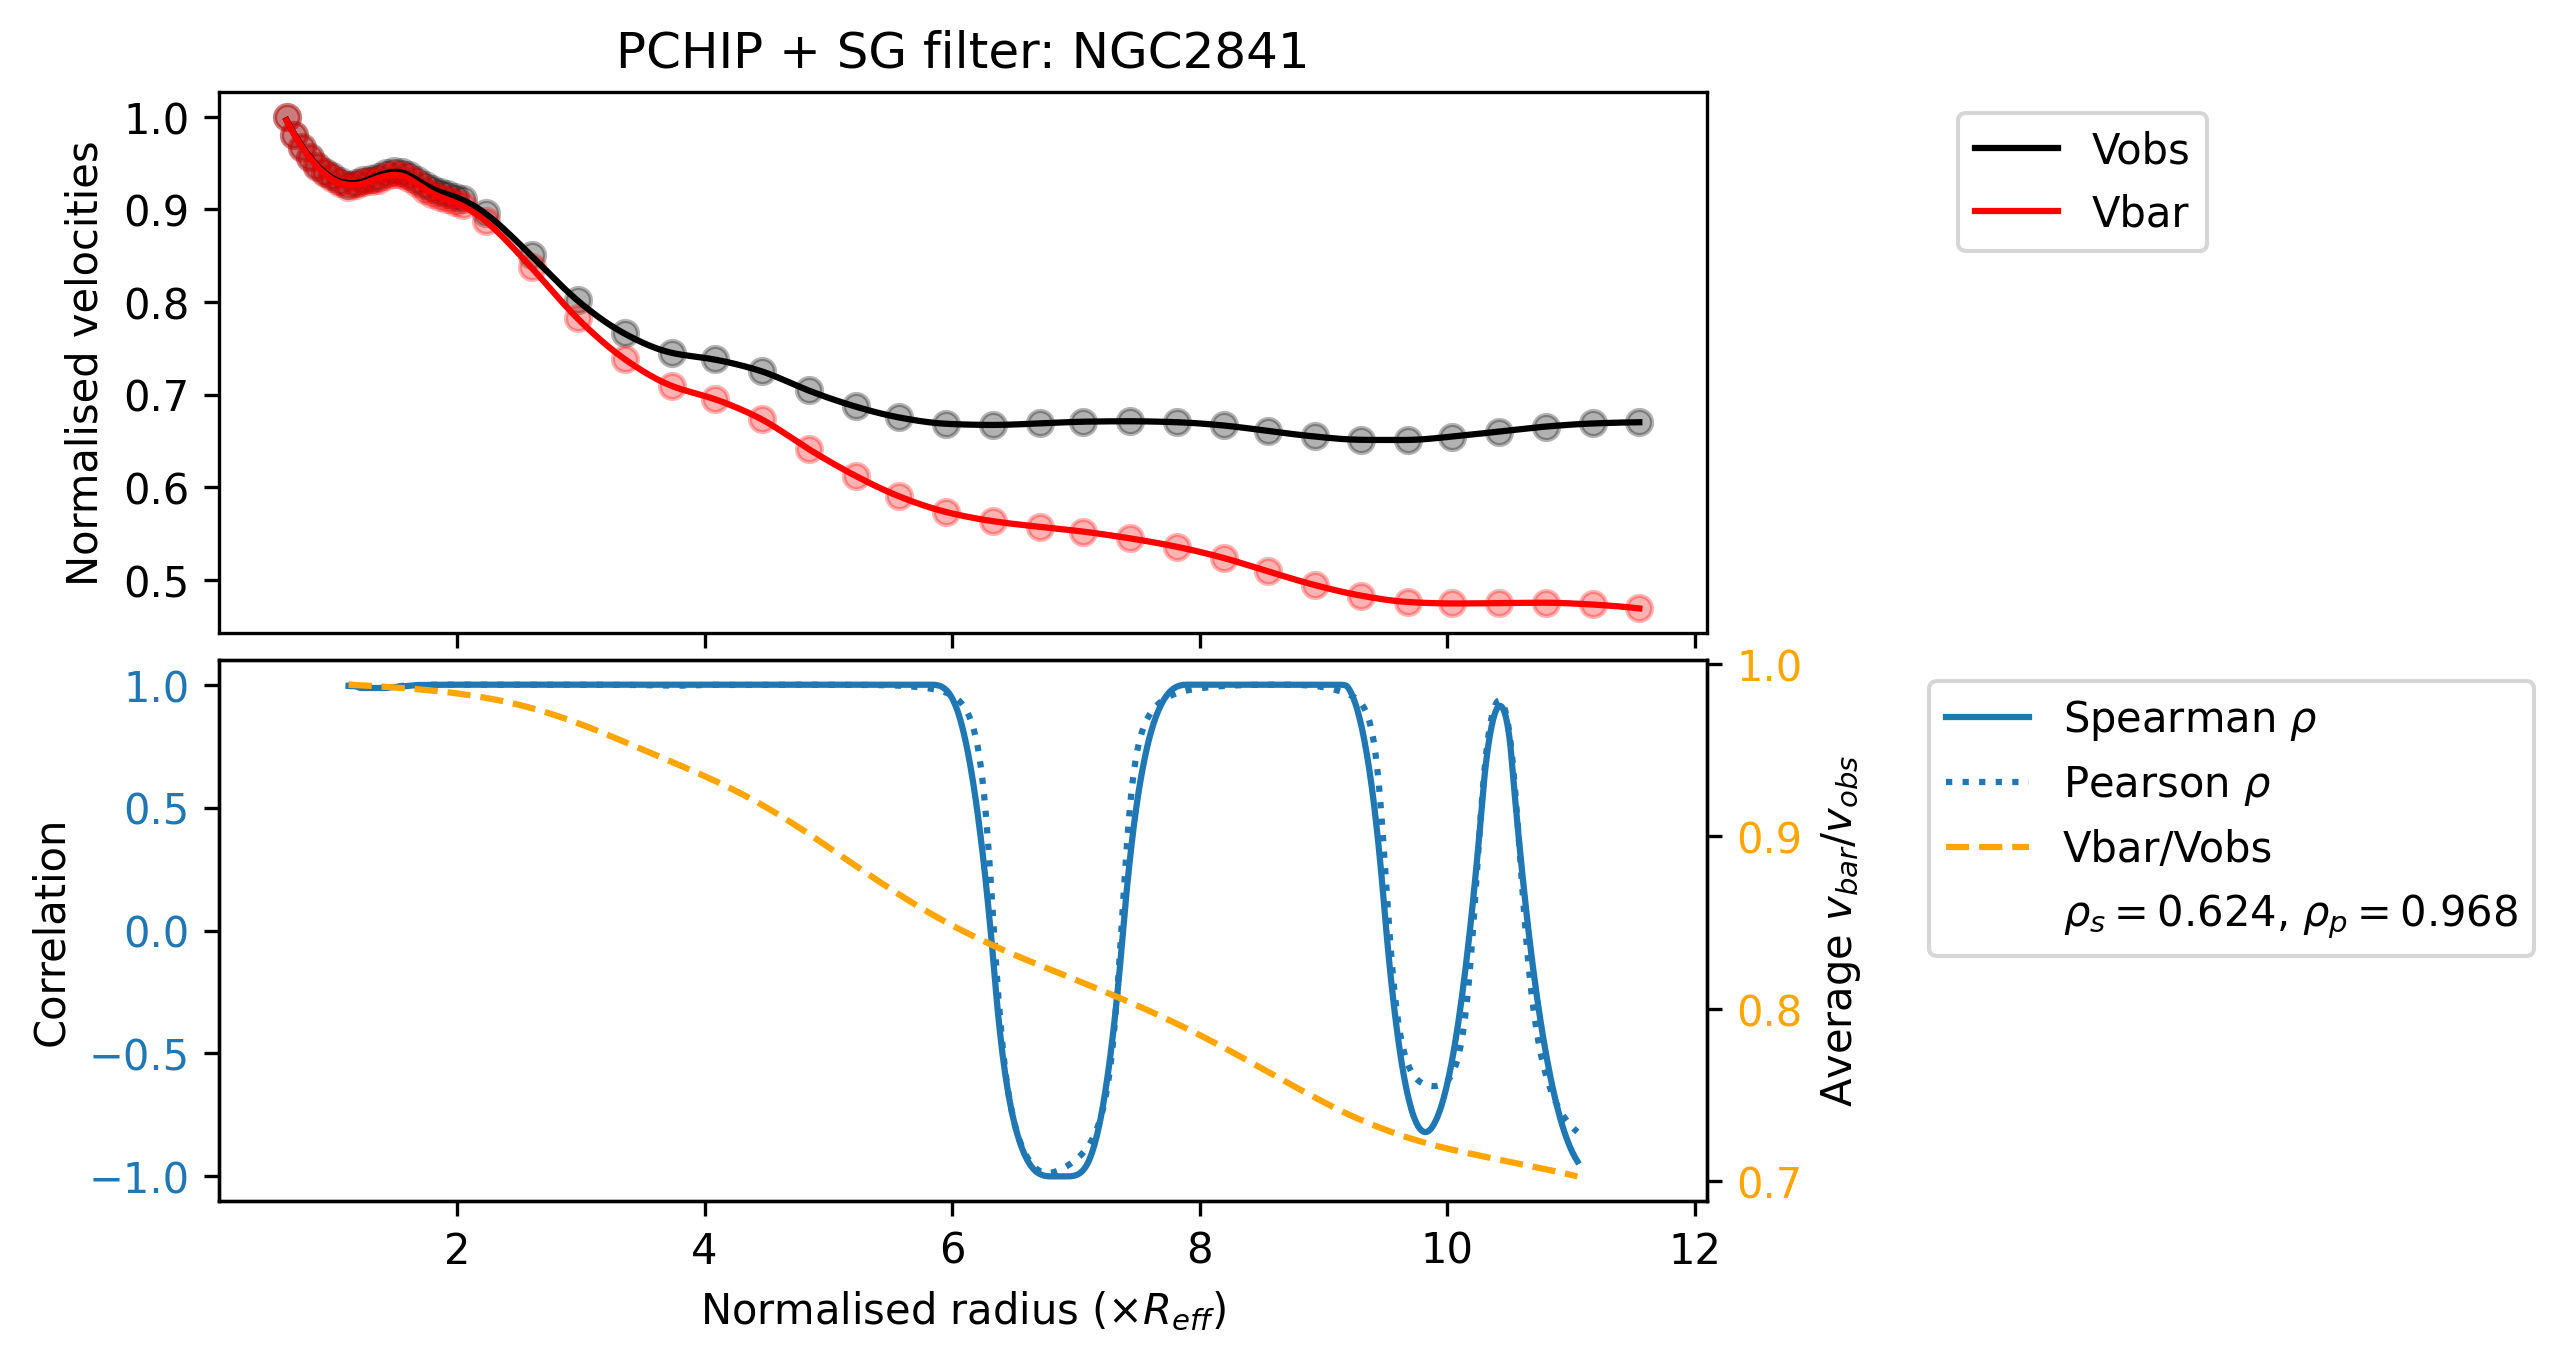 PCHIP + SG filter: NGC2841
Normalised velocities
1.0
0.9
0.8
0.7
0.6
0.5
Vobs
Vbar
Correlation
1.0
0.5
0.0
−0.5
−1.0
1.0
0.9
0.8
0.7
Average v_bar/v_obs
Spearman ρ
Pearson ρ
Vbar/Vobs
ρ_s = 0.624, ρ_p = 0.968
2 4 6 8 10 12
Normalised radius (×R_eff)